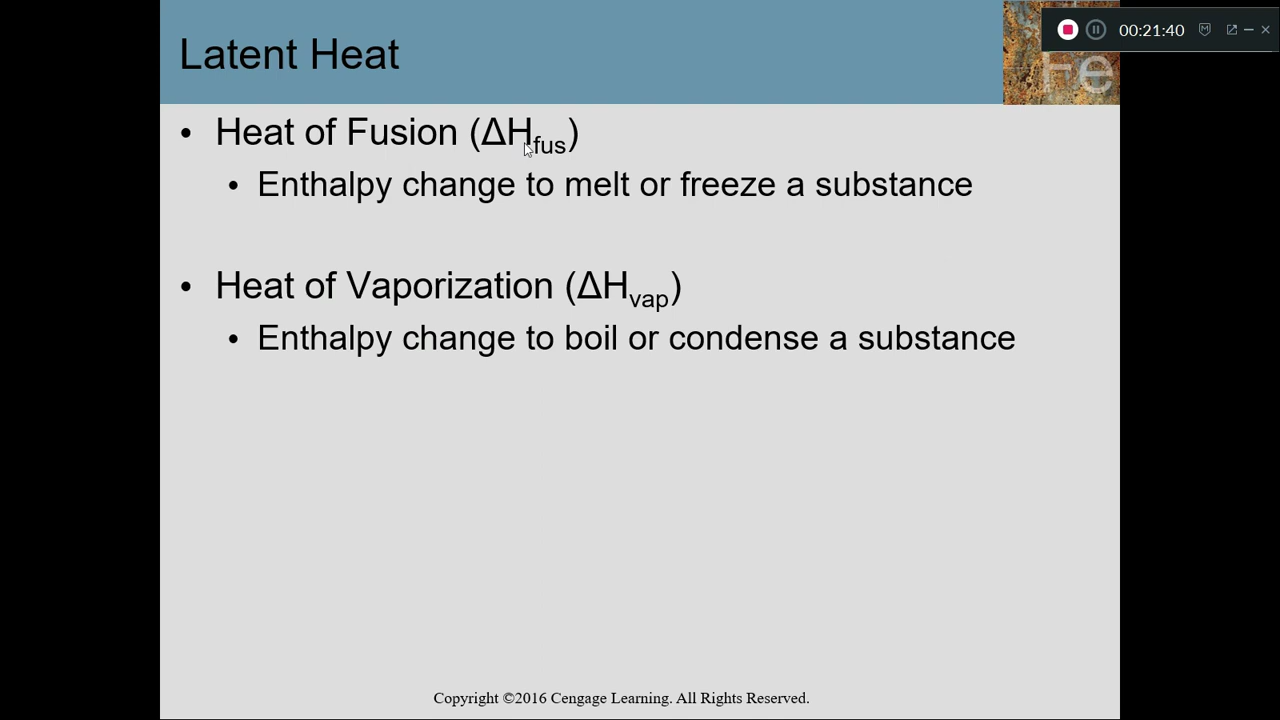 Latent Heat
00:21:40
Fe
• Heat of Fusion (ΔHfus)
• Enthalpy change to melt or freeze a substance
• Heat of Vaporization (ΔHvap)
• Enthalpy change to boil or condense a substance
Copyright ©2016 Cengage Learning. All Rights Reserved.